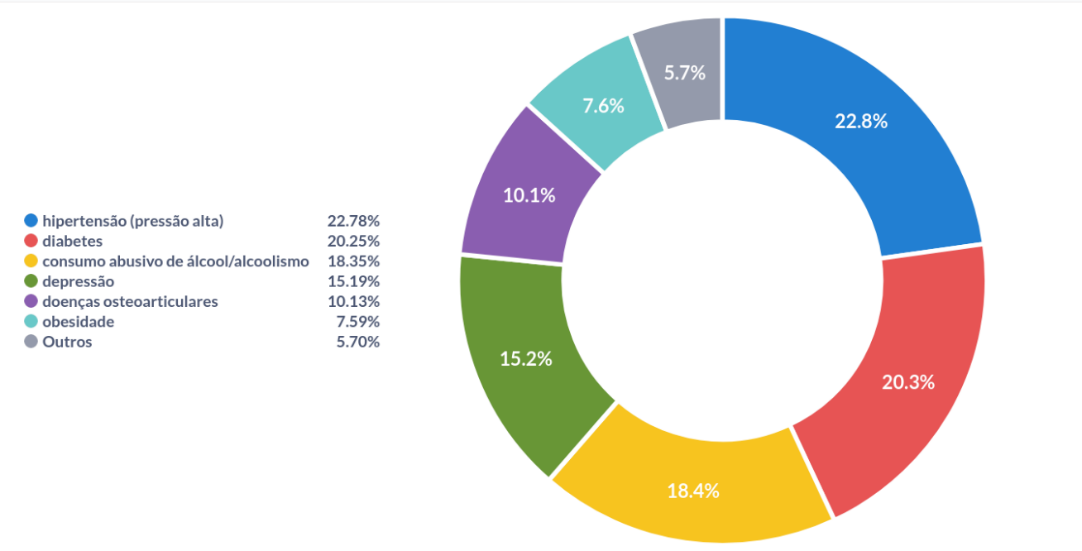 hipertensão (pressão alta) 22.78%
diabetes 20.25%
consumo abusivo de álcool/alcoolismo 18.35%
depressão 15.19%
doenças osteoarticulares 10.13%
obesidade 7.59%
Outros 5.70%
5.7%
22.8%
7.6%
10.1%
15.2%
20.3%
18.4%